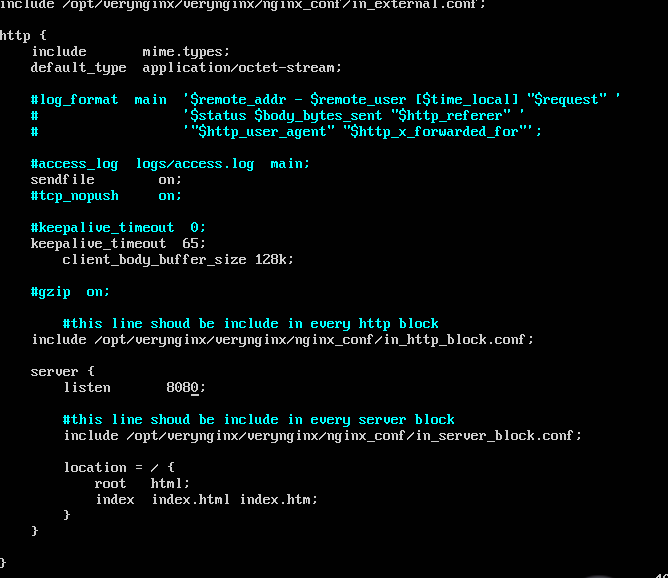 include /opt/verynginx/verynginx/nginx_conf/in_external.conf;
http {
    include       mime.types;
    default_type  application/octet-stream;
    #log_format  main  '$remote_addr - $remote_user [$time_local] "$request" '
    #                  '$status $body_bytes_sent "$http_referer" '
    #                  '"$http_user_agent" "$http_x_forwarded_for"';
    #access_log  logs/access.log  main;
    sendfile        on;
    #tcp_nopush     on;
    #keepalive_timeout  0;
    keepalive_timeout  65;
        client_body_buffer_size 128k;
    #gzip  on;
        #this line shoud be include in every http block
    include /opt/verynginx/verynginx/nginx_conf/in_http_block.conf;
    server {
        listen       8080;
        #this line shoud be include in every server block
        include /opt/verynginx/verynginx/nginx_conf/in_server_block.conf;
        location = / {
            root   html;
            index  index.html index.htm;
        }
    }
}